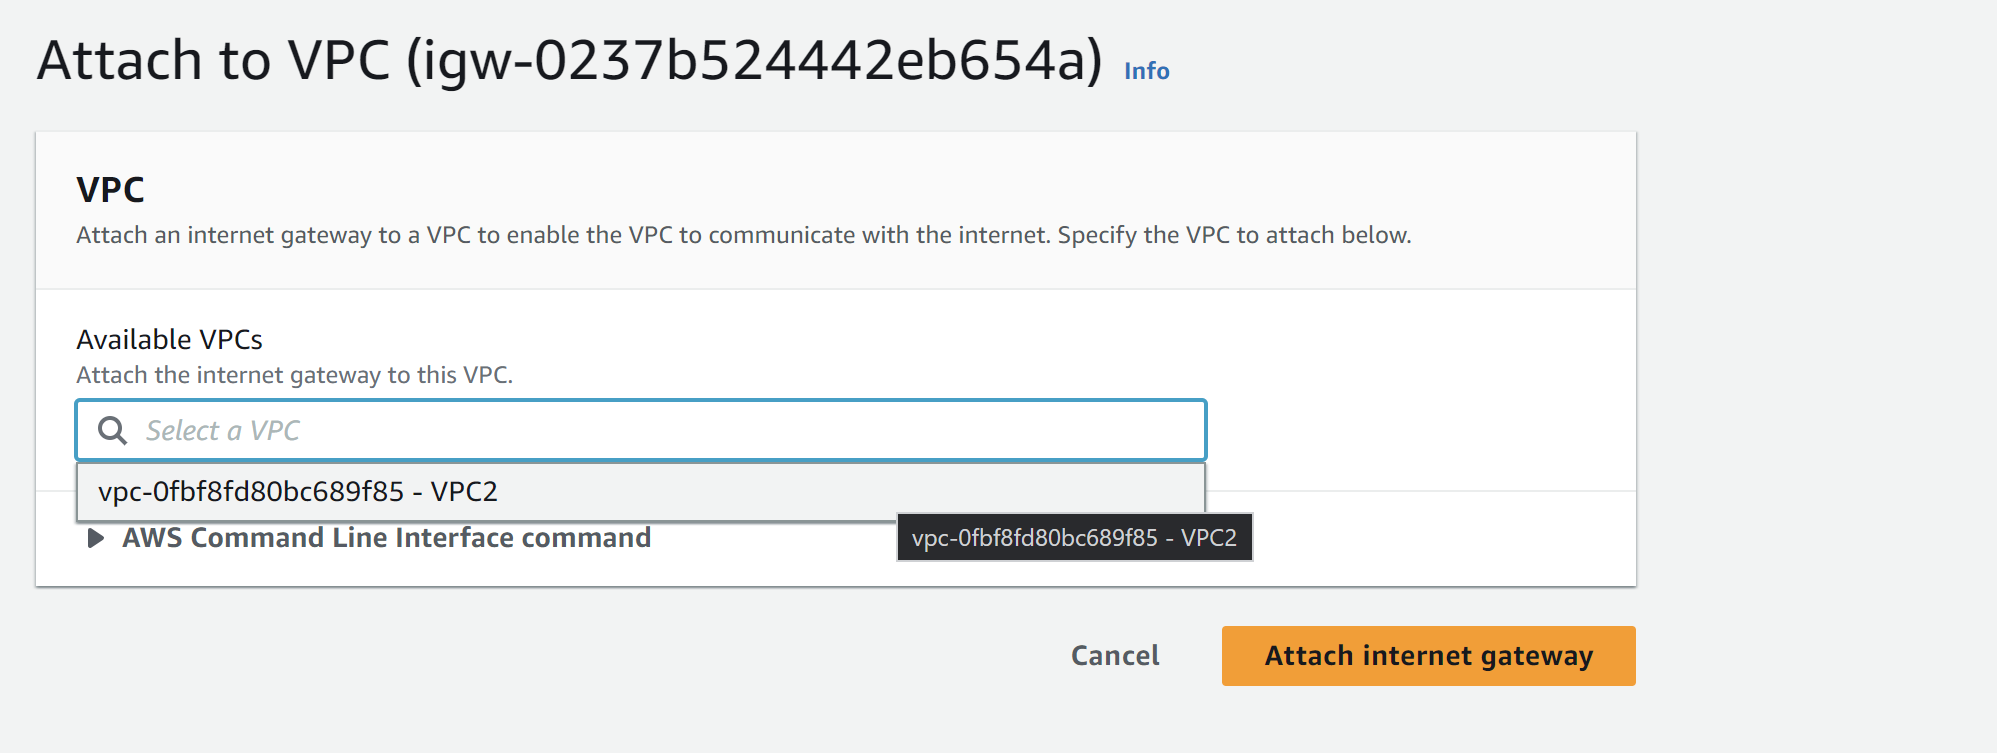 Attach to VPC (igw-0237b524442eb654a) Info
VPC
Attach an internet gateway to a VPC to enable the VPC to communicate with the internet. Specify the VPC to attach below.
Available VPCs
Attach the internet gateway to this VPC.
Select a VPC
vpc-0fbf8fd80bc689f85 - VPC2
AWS Command Line Interface command
vpc-0fbf8fd80bc689f85 - VPC2
Cancel
Attach internet gateway